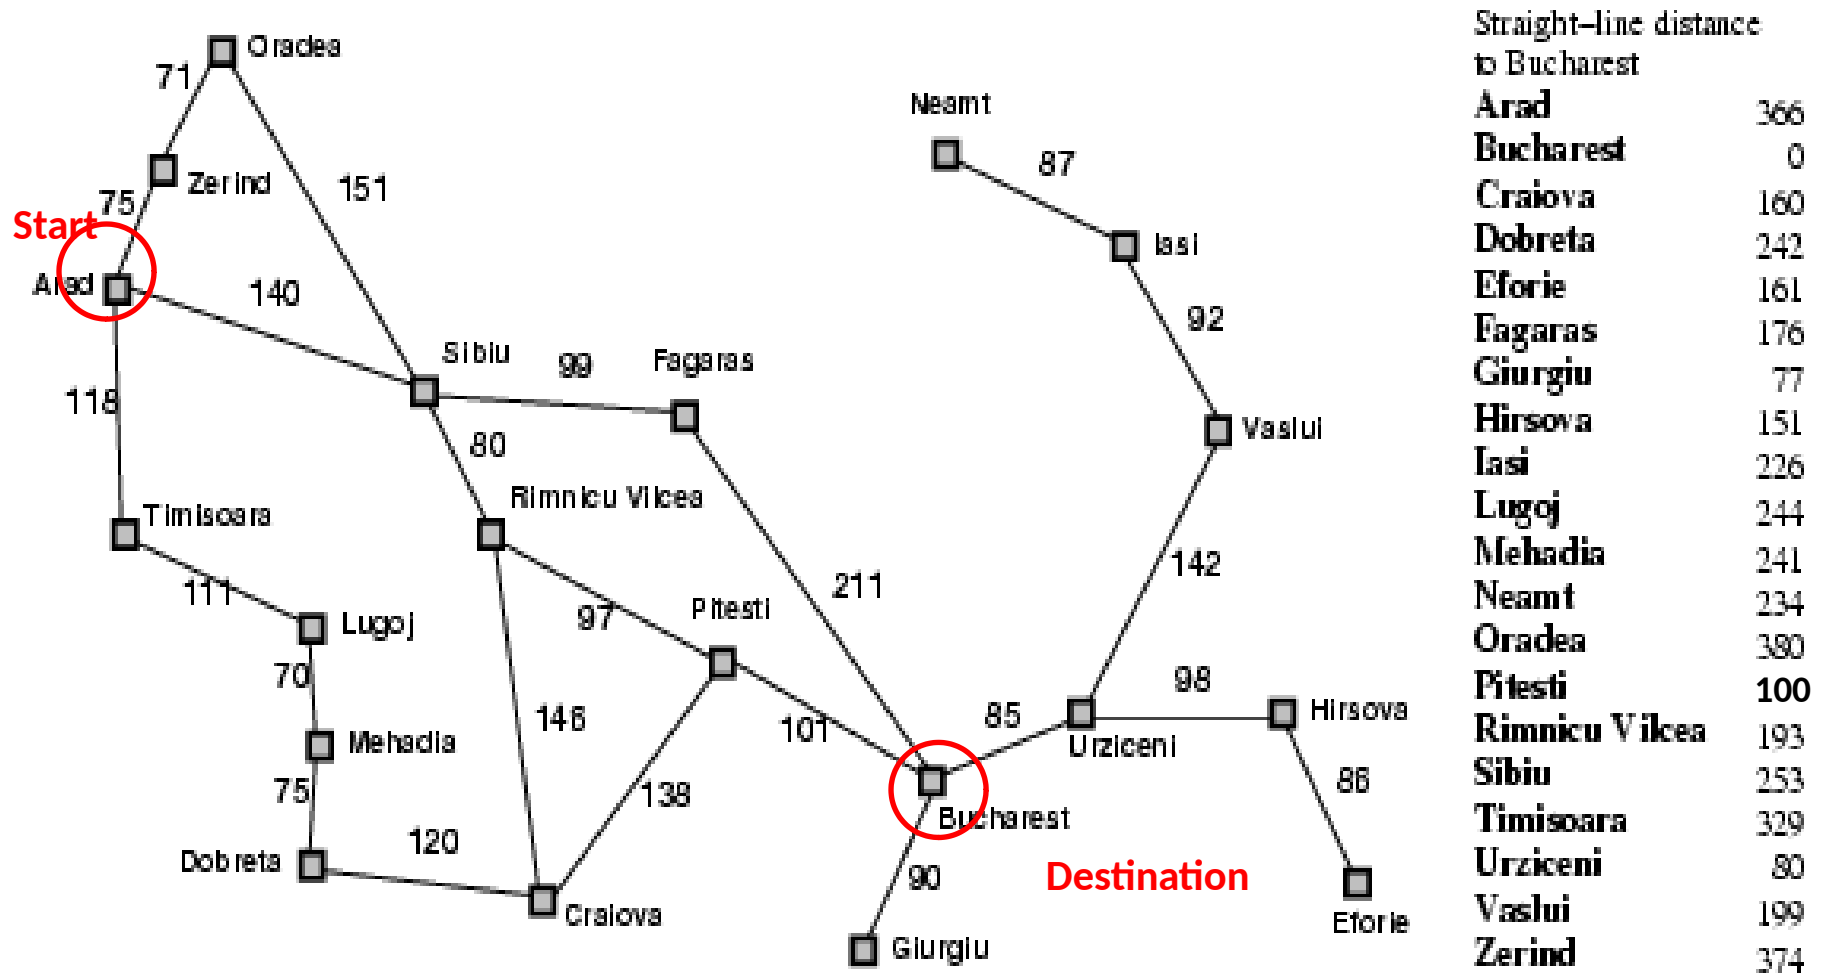 Oradea
71
Neamt
87
Zerind
151
75
Start
Iasi
Arad
140
92
Sibiu
99
Fagaras
118
Vaslui
80
Rimnicu Vilcea
Timisoara
142
111
211
97
Pitesti
Lugoj
70
98
Hirsova
146
101
85
Urziceni
Mehadia
75
138
86
Bucharest
120
Dobreta
90
Destination
Craiova
Eforie
Giurgiu
Straight–line distance
to Bucharest
Arad 366
Bucharest 0
Craiova 160
Dobreta 242
Eforie 161
Fagaras 176
Giurgiu 77
Hirsova 151
Iasi 226
Lugoj 244
Mehadia 241
Neamt 234
Oradea 380
Pitesti 100
Rimnicu Vilcea 193
Sibiu 253
Timisoara 329
Urziceni 80
Vaslui 199
Zerind 374